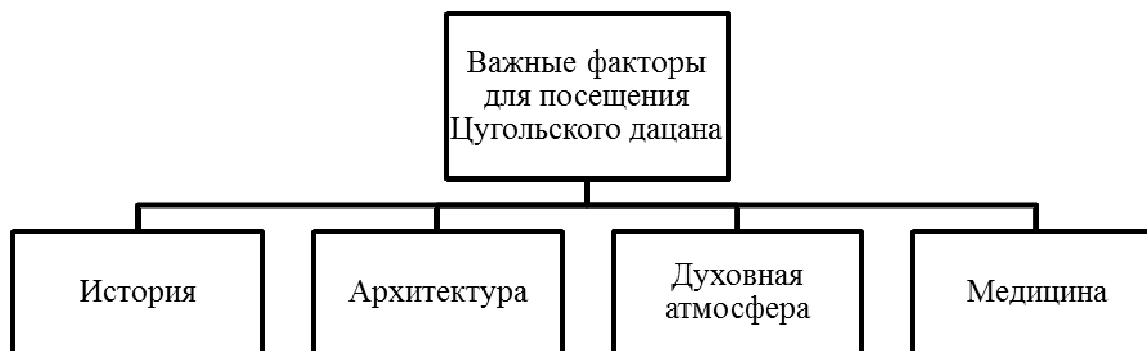 Важные факторы
для посещения
Цугольского дацана
История
Архитектура
Духовная
атмосфера
Медицина